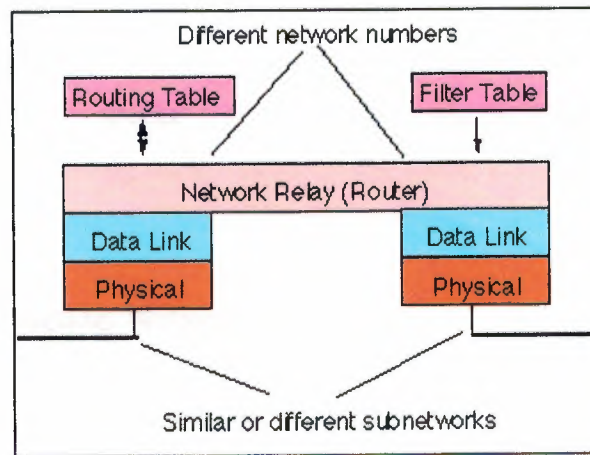 Different network numbers
Routing Table
Filter Table
Network Relay (Router)
Data Link
Data Link
Physical
Physical
Similar or different subnetworks